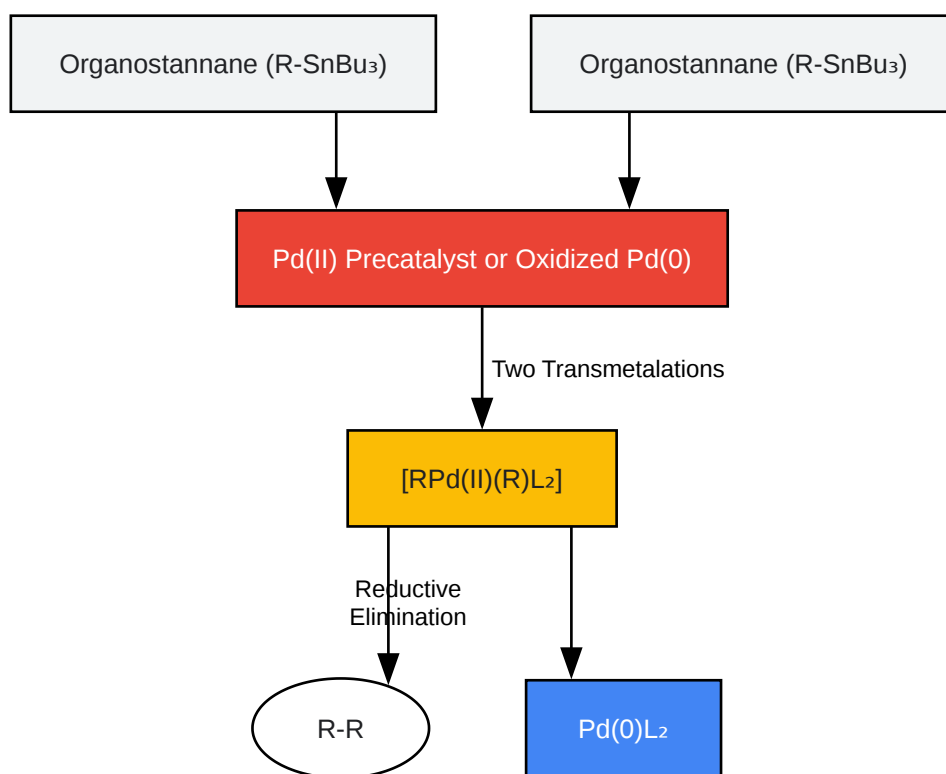 Organostannane (R-SnBu₃)
Organostannane (R-SnBu₃)
Pd(II) Precatalyst or Oxidized Pd(0)
Two Transmetalations
[RPd(II)(R)L₂]
Reductive
Elimination
R-R
Pd(0)L₂